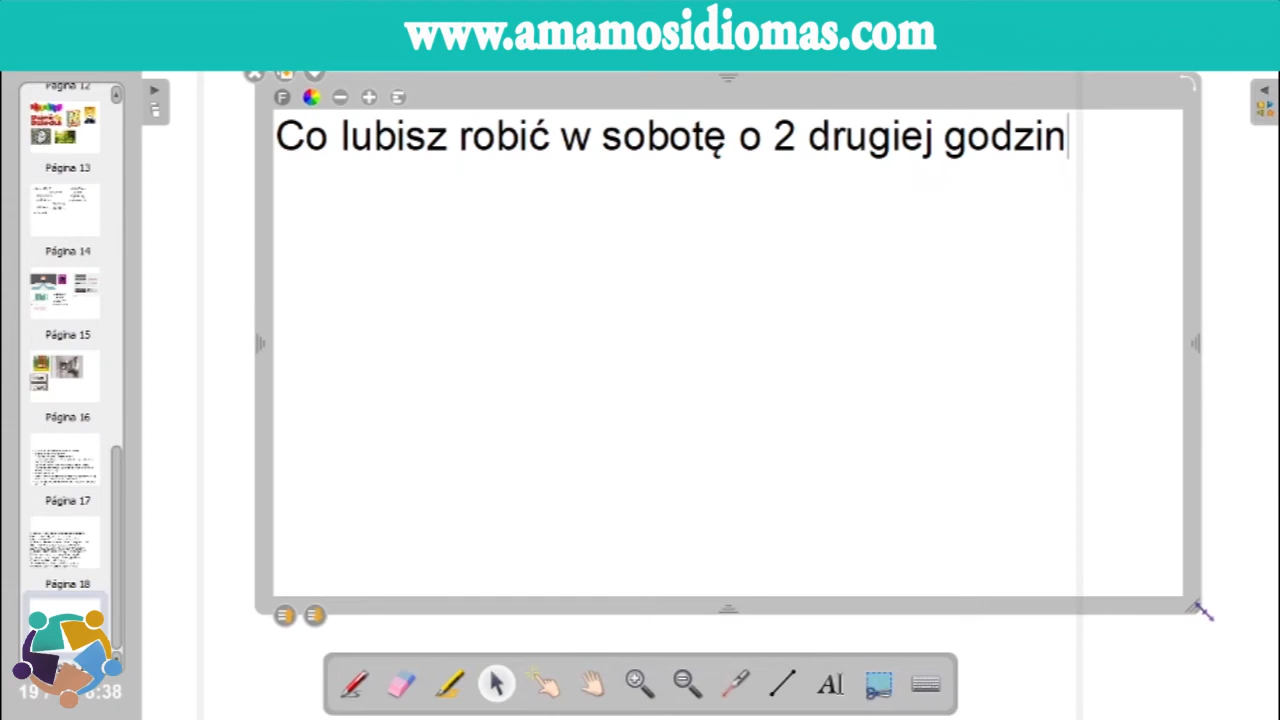 www.amamosidiomas.com
Co lubisz robić w sobotę o 2 drugiej godzin
Página 12
Página 13
Página 14
Página 15
Página 16
Página 17
Página 18